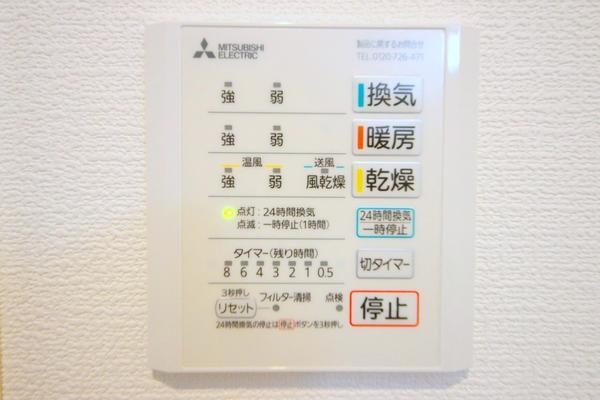 MITSUBISHI ELECTRIC
製品に関するお問合せ
TEL.0120-726-471
強 弱 換気
強 弱 暖房
温風 送風
強 弱 風乾燥 乾燥
点灯：24時間換気
点滅：一時停止(1時間)
24時間換気
一時停止
タイマー(残り時間)
8 6 4 3 2 1 0.5
切タイマー
3秒押し
リセット フィルター清掃 点検
停止
24時間換気の停止は停止ボタンを3秒押し